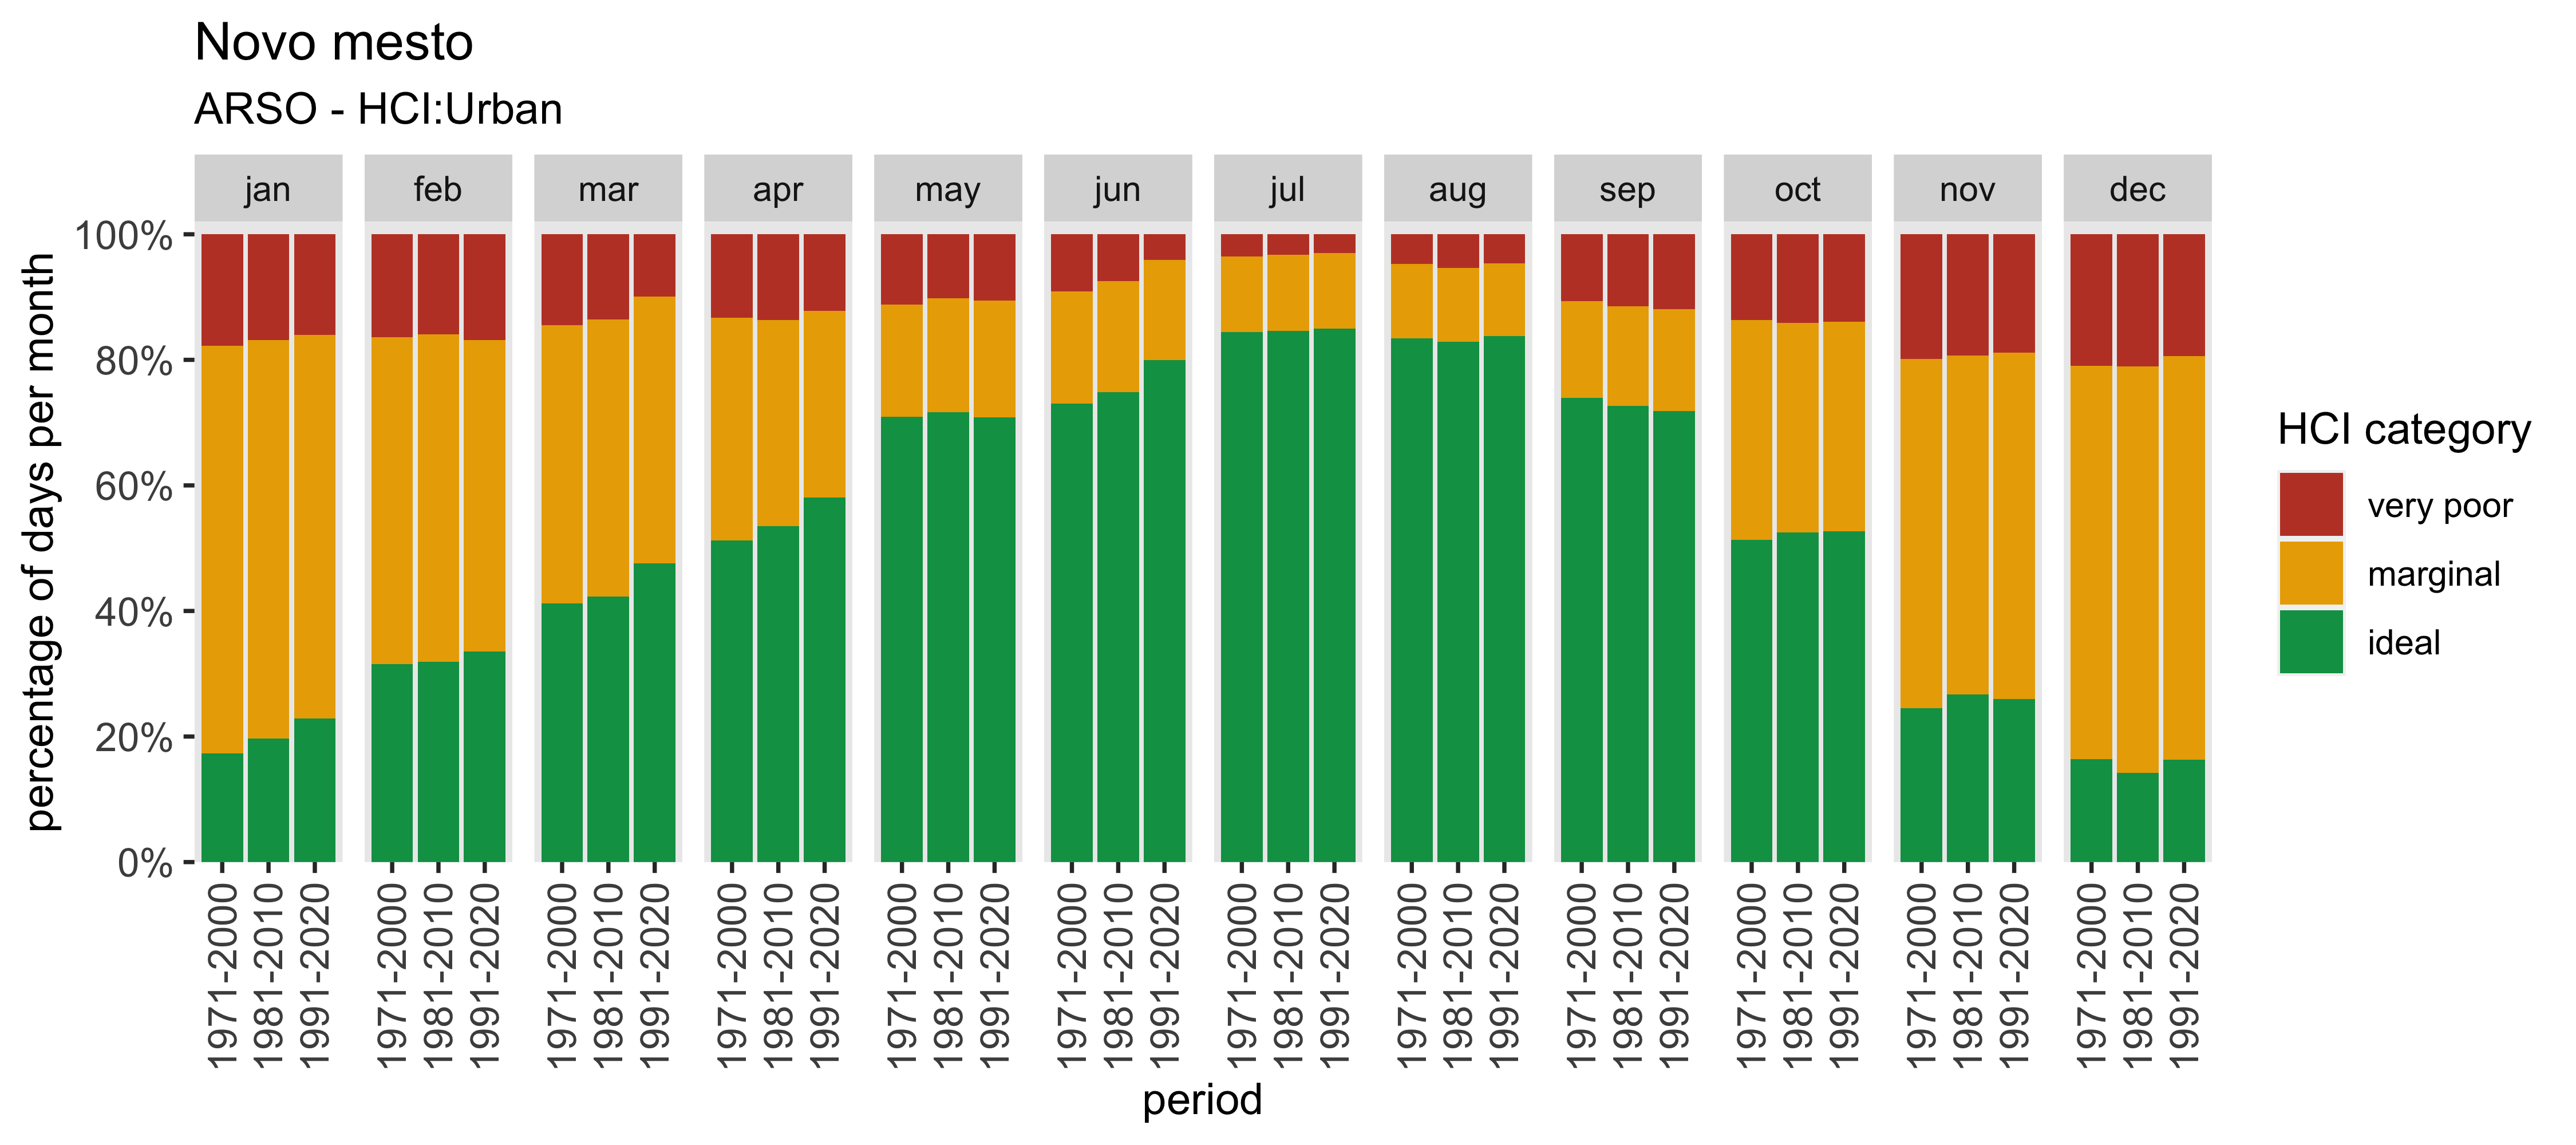 Novo mesto
ARSO - HCI:Urban
jan feb mar apr may jun jul aug sep oct nov dec
percentage of days per month
100%
80%
60%
40%
20%
0%
1971-2000 1981-2010 1991-2020 1971-2000 1981-2010 1991-2020 1971-2000 1981-2010 1991-2020 1971-2000 1981-2010 1991-2020 1971-2000 1981-2010 1991-2020 1971-2000 1981-2010 1991-2020 1971-2000 1981-2010 1991-2020 1971-2000 1981-2010 1991-2020 1971-2000 1981-2010 1991-2020 1971-2000 1981-2010 1991-2020 1971-2000 1981-2010 1991-2020 1971-2000 1981-2010 1991-2020
period
HCI category
very poor
marginal
ideal